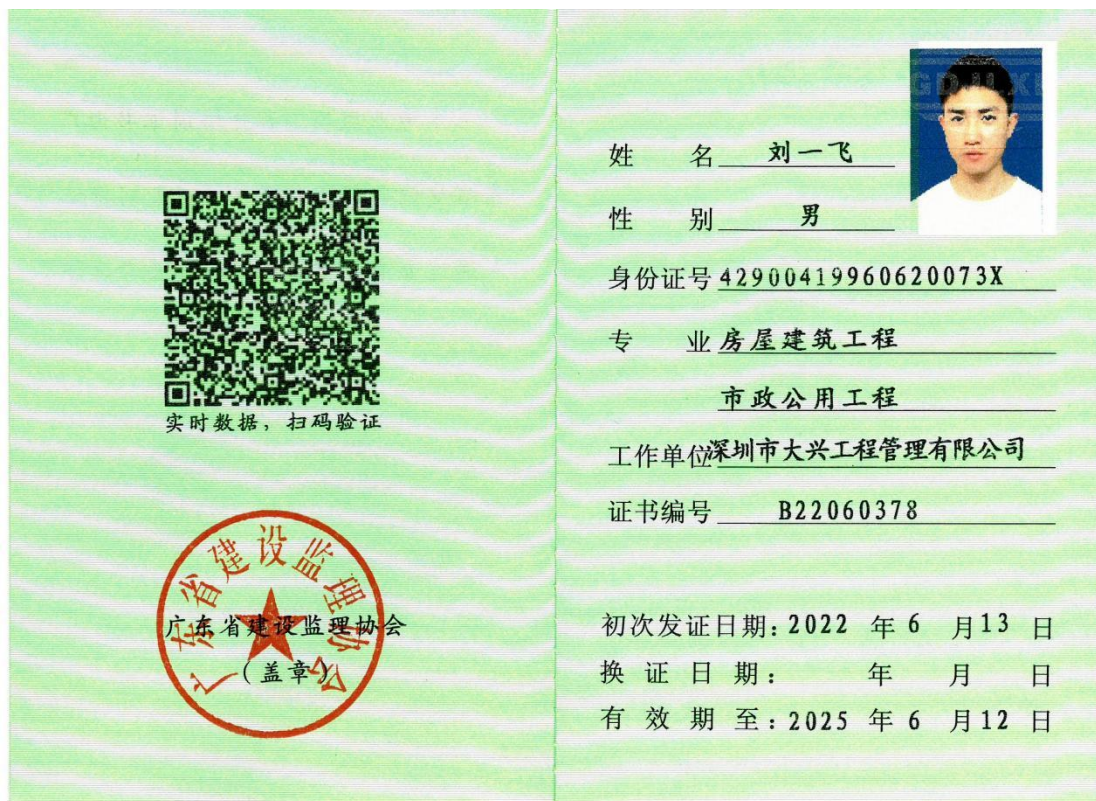 实时数据，扫码验证
广东省建设监理协会
广东省建设监理协会
（盖章）
姓 名 刘一飞
性 别 男
身份证号 42900419960620073X
专 业 房屋建筑工程
市政公用工程
工作单位 深圳市大兴工程管理有限公司
证书编号 B22060378
初次发证日期：2022 年 6 月 13 日
换 证 日 期： 年 月 日
有 效 期 至：2025 年 6 月 12 日